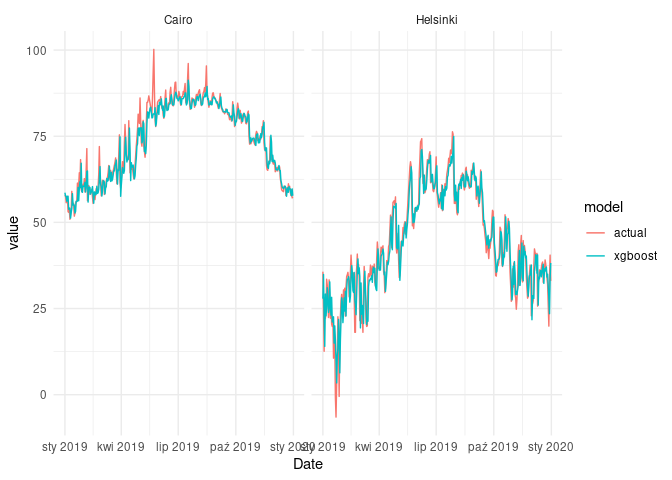 Cairo
Helsinki
100
75
50
25
0
value
sty 2019
kwi 2019
lip 2019
paź 2019
sty 2020
sty 2019
kwi 2019
lip 2019
paź 2019
sty 2020
Date
model
actual
xgboost